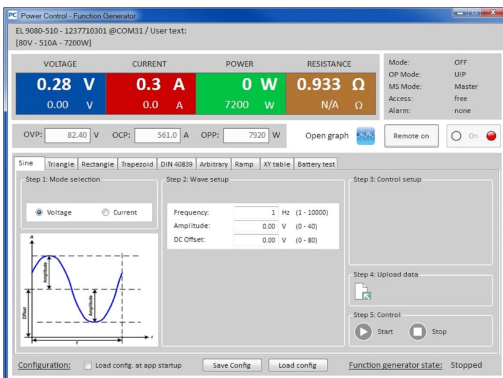 PC Power Control - Function Generator
EL 9080-510 - 1237710301 @COM31 / User text:
[80V - 510A - 7200W]
VOLTAGE CURRENT POWER RESISTANCE
0.28 V 0.3 A 0 W 0.933 Ω
0.00 V 0.0 A 7200 W N/A Ω
Mode: OFF
OP Mode: UIP
MS Mode: Master
Access: free
Alarm: none
OVP: 82.40 V OCP: 561.0 A OPP: 7920 W Open graph Remote on On
Sine Triangle Rectangle Trapezoid DIN 40839 Arbitrary Ramp XY table Battery test
Step 1: Mode selection
Voltage Current
Step 2: Wave setup
Frequency: 1 Hz (1 - 10000)
Amplitude: 0.00 V (0 - 40)
DC Offset: 0.00 V (0 - 80)
Step 3: Control setup
A
Amplitude
Amplitude
Offset
t
Step 4: Upload data
Step 5: Control
Start Stop
Configuration: Load config. at app startup Save Config Load config Function generator state: Stopped